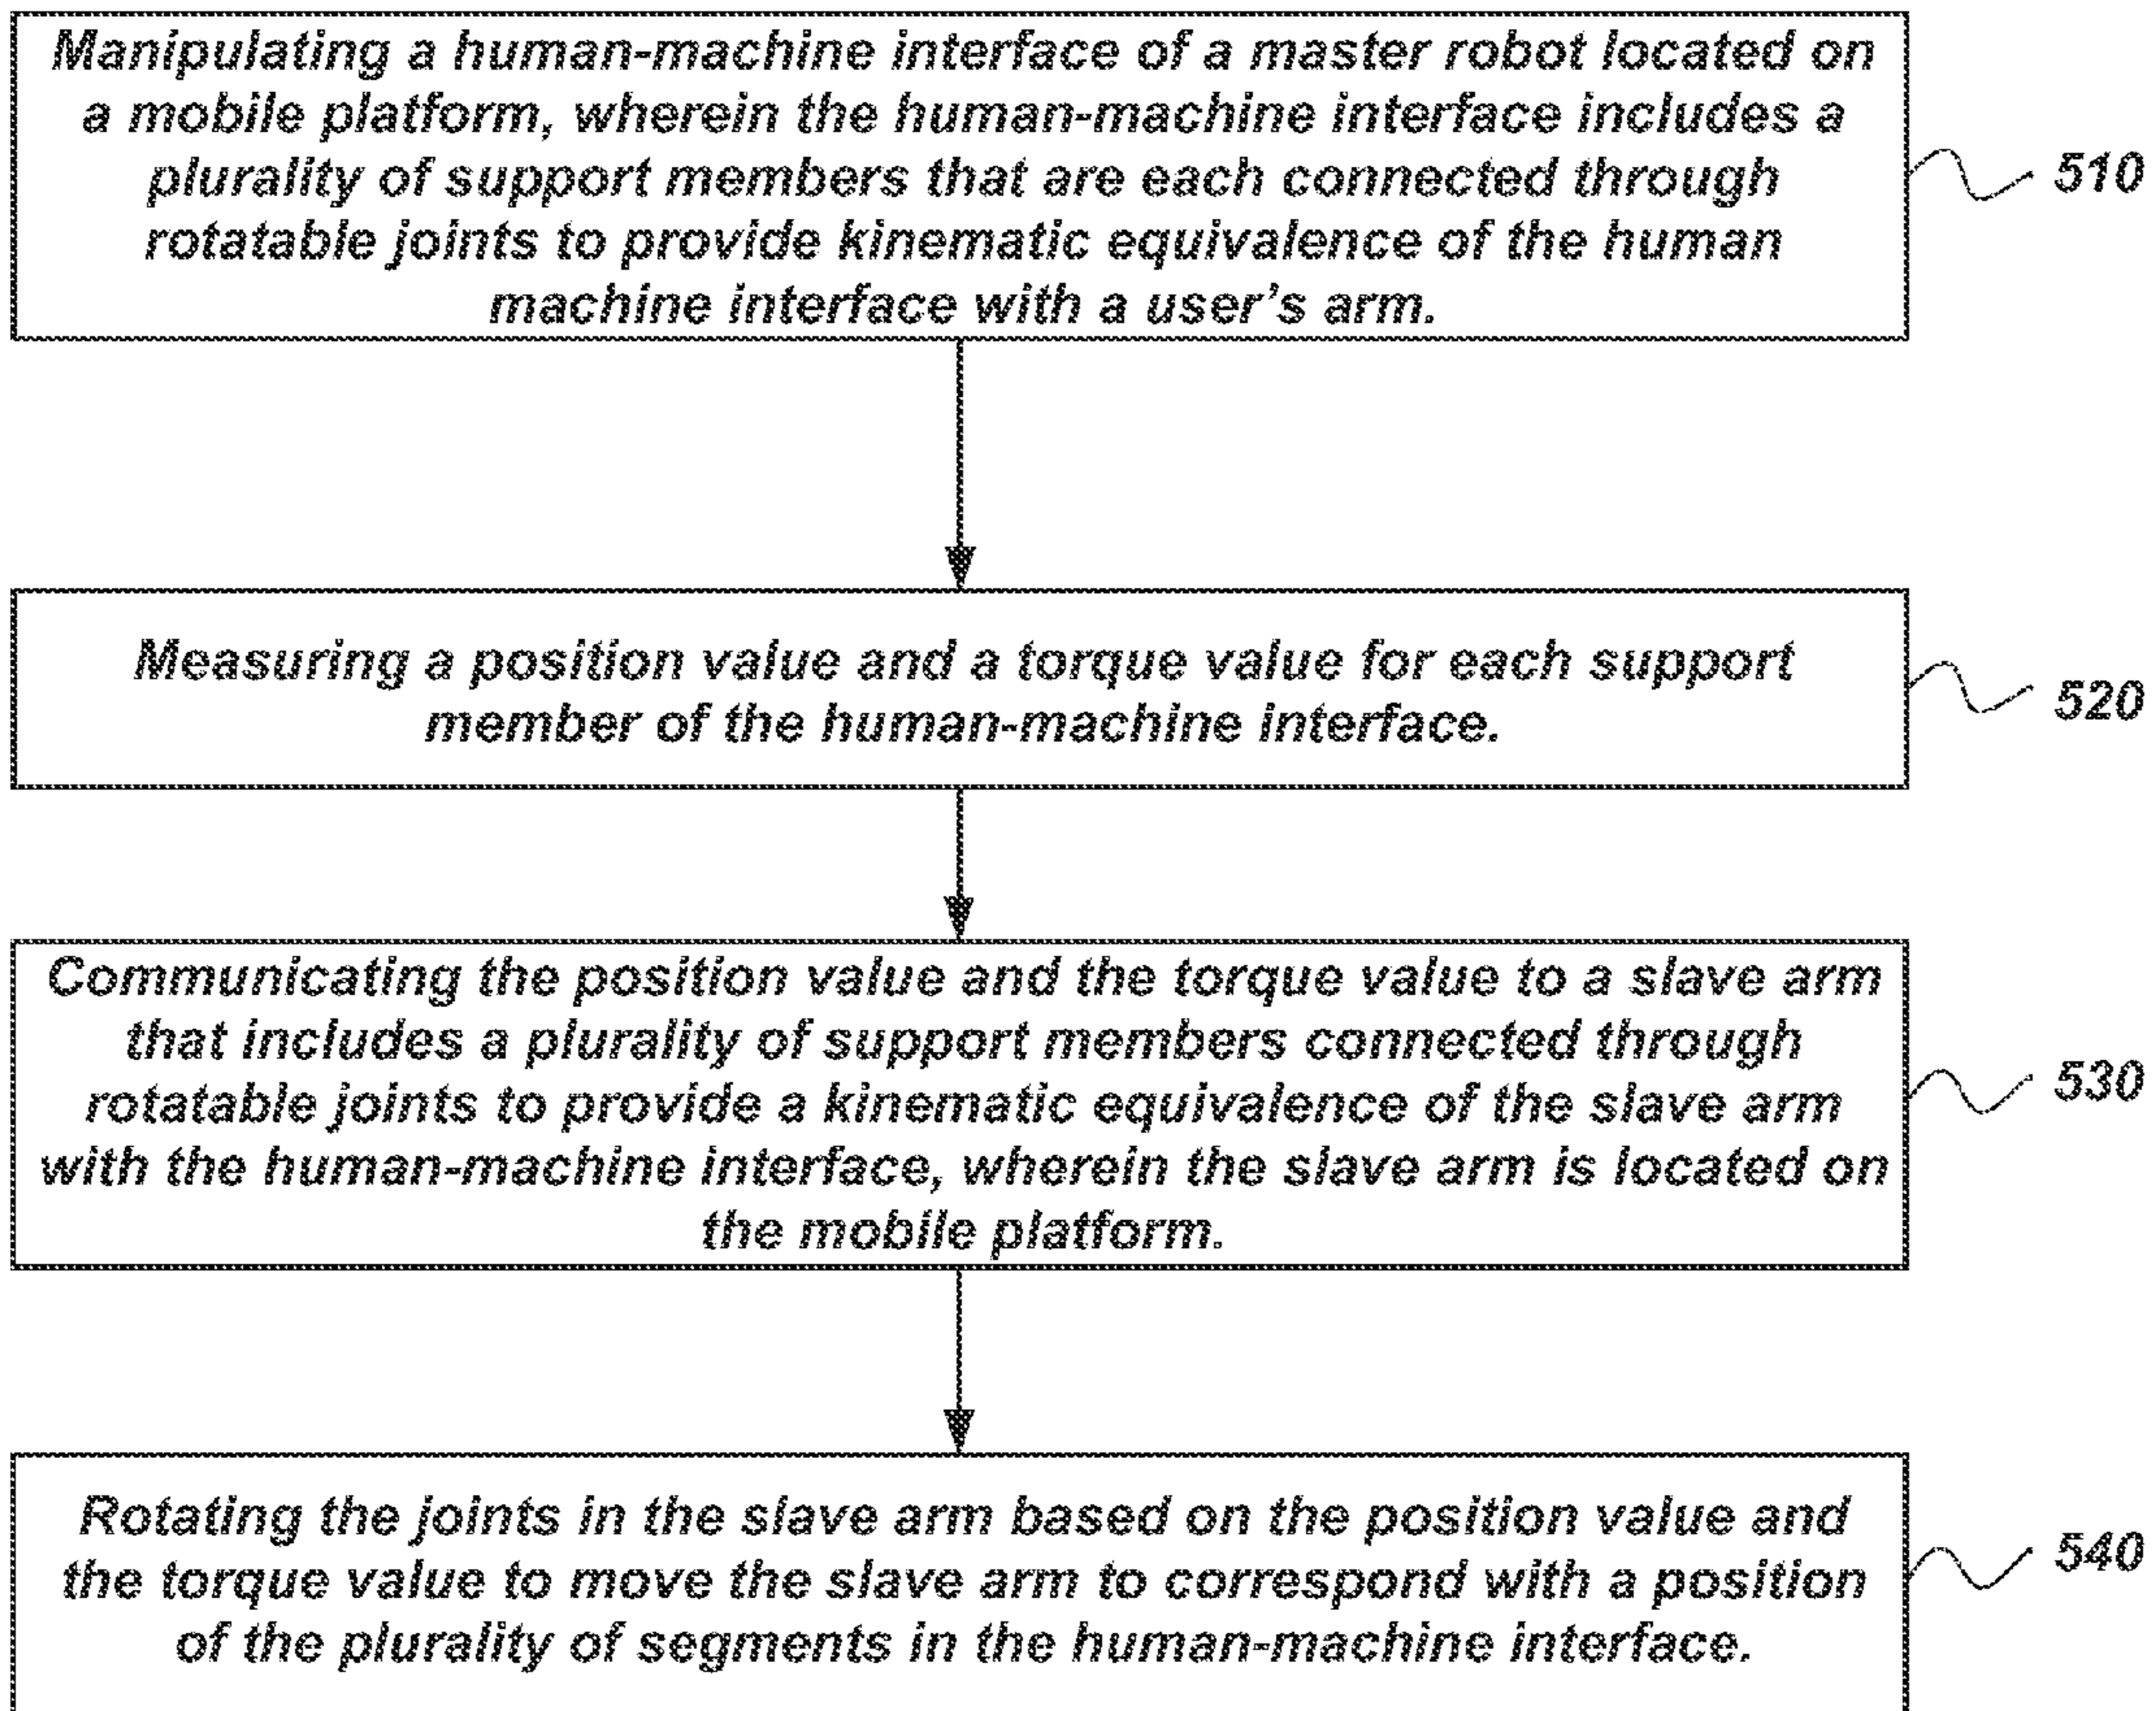 Manipulating a human-machine interface of a master robot located on
a mobile platform, wherein the human-machine interface includes a
plurality of support members that are each connected through
rotatable joints to provide kinematic equivalence of the human
machine interface with a user's arm.
510
Measuring a position value and a torque value for each support
member of the human-machine interface.
520
Communicating the position value and the torque value to a slave arm
that includes a plurality of support members connected through
rotatable joints to provide a kinematic equivalence of the slave arm
with the human-machine interface, wherein the slave arm is located on
the mobile platform.
530
Rotating the joints in the slave arm based on the position value and
the torque value to move the slave arm to correspond with a position
of the plurality of segments in the human-machine interface.
540